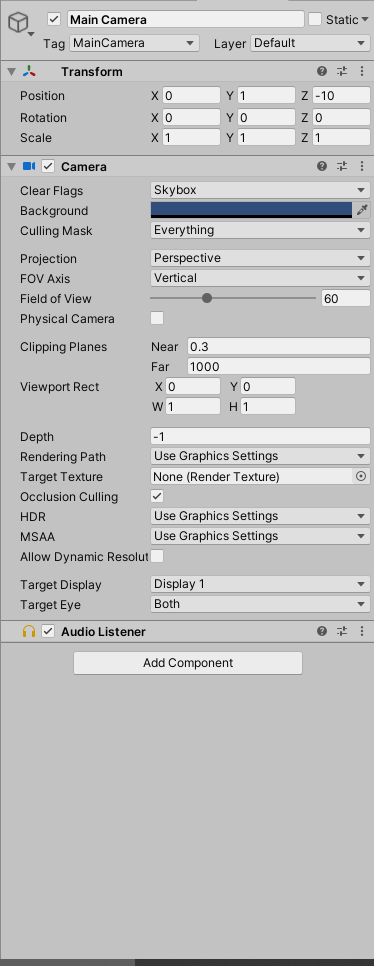 Main Camera Static
Tag MainCamera Layer Default
Transform
Position X 0 Y 1 Z -10
Rotation X 0 Y 0 Z 0
Scale X 1 Y 1 Z 1
Camera
Clear Flags Skybox
Background
Culling Mask Everything
Projection Perspective
FOV Axis Vertical
Field of View 60
Physical Camera
Clipping Planes Near 0.3
Far 1000
Viewport Rect X 0 Y 0
W 1 H 1
Depth -1
Rendering Path Use Graphics Settings
Target Texture None (Render Texture)
Occlusion Culling
HDR Use Graphics Settings
MSAA Use Graphics Settings
Allow Dynamic Resolut
Target Display Display 1
Target Eye Both
Audio Listener
Add Component